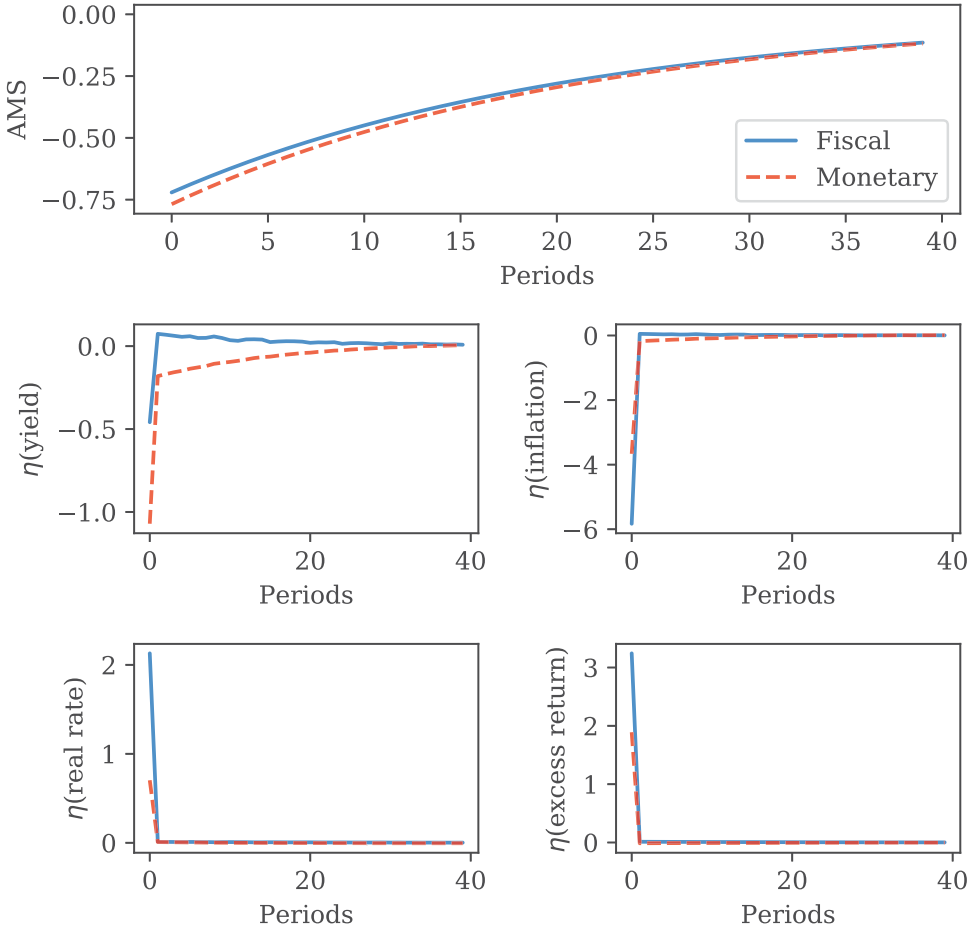 0.00
−0.25
−0.50
−0.75
AMS
Fiscal
Monetary
0 5 10 15 20 25 30 35 40
Periods
0.0
−0.5
−1.0
η(yield)
0 20 40
Periods
0
−2
−4
−6
η(inflation)
0 20 40
Periods
2
1
0
η(real rate)
0 20 40
Periods
3
2
1
0
η(excess return)
0 20 40
Periods